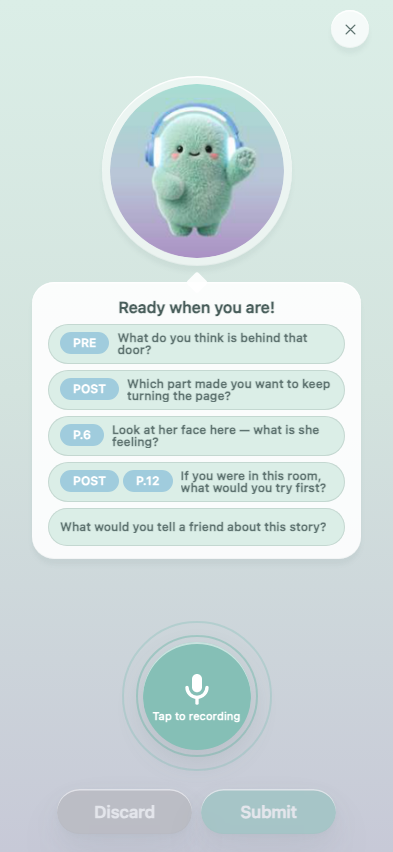 Ready when you are!
PRE What do you think is behind that
door?
POST Which part made you want to keep
turning the page?
P.6 Look at her face here — what is she
feeling?
POST P.12 If you were in this room,
what would you try first?
What would you tell a friend about this story?
Tap to recording
Discard Submit